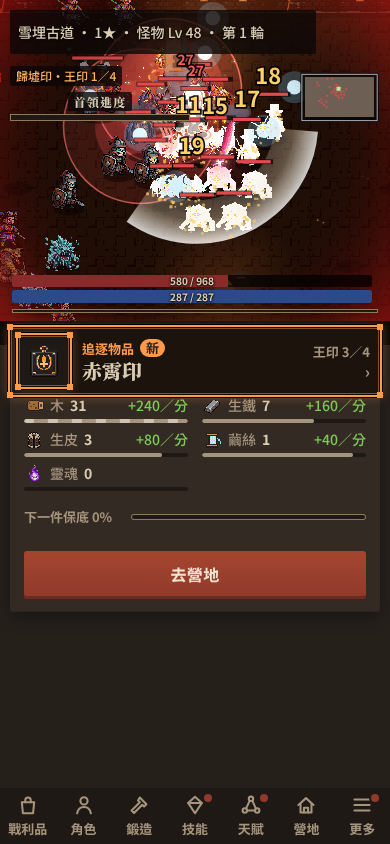 雪埋古道 • 1★ • 怪物 Lv 48 • 第 1 輪
歸墟印・王印 1／4
首領進度
27
27
18
1115
17
19
580 / 968
287 / 287
追逐物品 新
赤霄印
王印 3／4
›
木 31 +240／分
生鐵 7 +160／分
生皮 3 +80／分
繭絲 1 +40／分
靈魂 0
下一件保底 0%
去營地
戰利品 角色 鍛造 技能 天賦 營地 更多